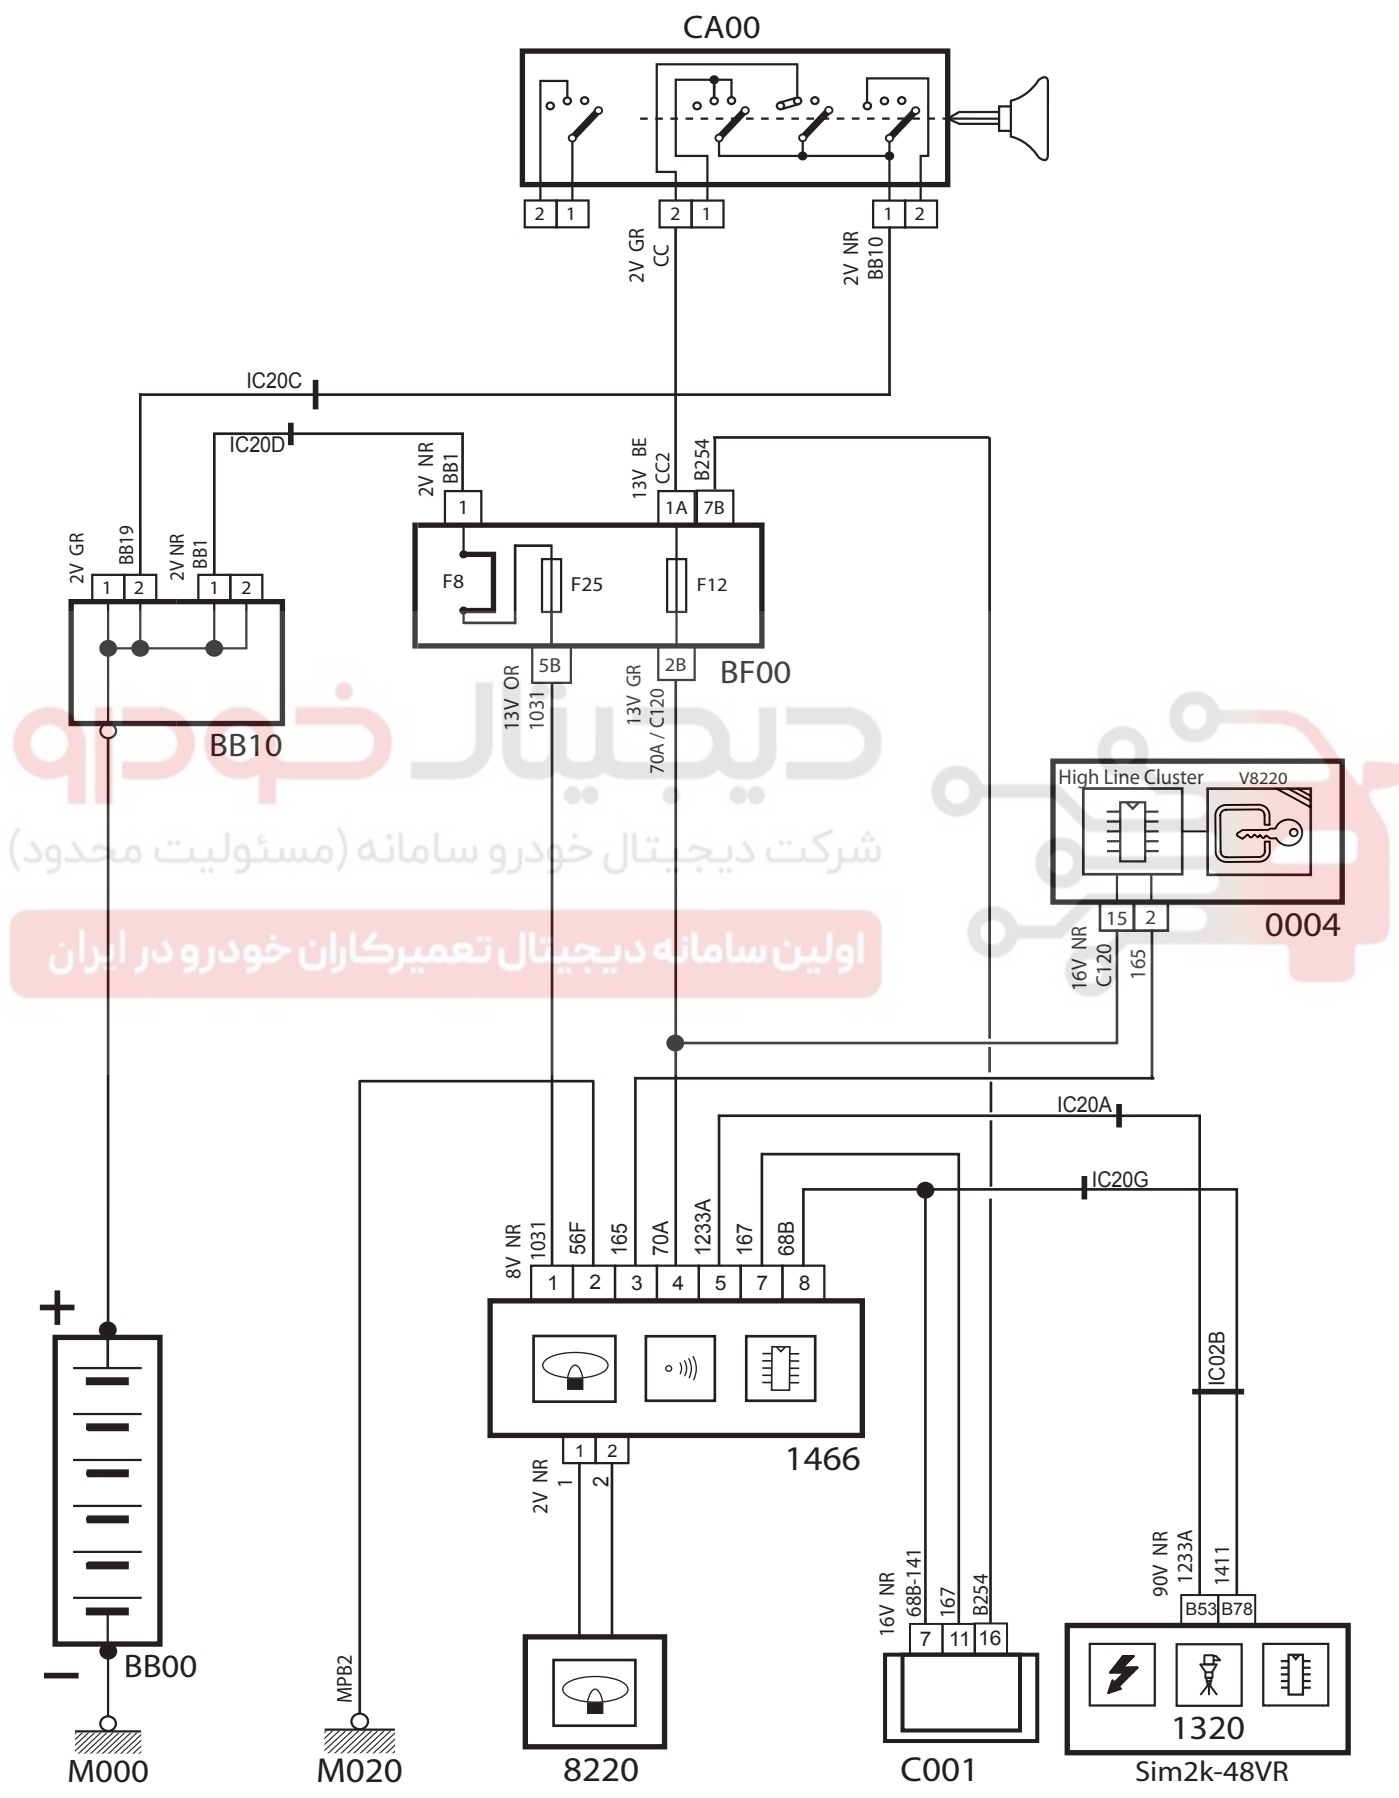 CA00
2 1 2 1 1 2
2V GR
CC
2V NR
BB10
IC20C
IC20D
2V NR
BB1
13V BE
CC2
B254
1 1A 7B
2V GR
BB19
2V NR
BB1
1 2 1 2
F8 F25 F12
5B 2B
BF00
BB10
13V OR
1031
13V GR
70A / C120
دیجیتال خودرو
شرکت دیجیتال خودرو سامانه (مسئولیت محدود)
اولین سامانه دیجیتال تعمیرکاران خودرو در ایران
High Line Cluster V8220
15 2
0004
16V NR
C120
165
IC20A
IC20G
8V NR
1031
56F
165
70A
1233A
167
68B
1 2 3 4 5 7 8
1466
1 2
2V NR
1
2
IC02B
+
−
BB00
M000
MPB2
M020
8220
16V NR
68B-141
167
B254
7 11 16
C001
90V NR
1233A
1411
B53 B78
1320
Sim2k-48VR